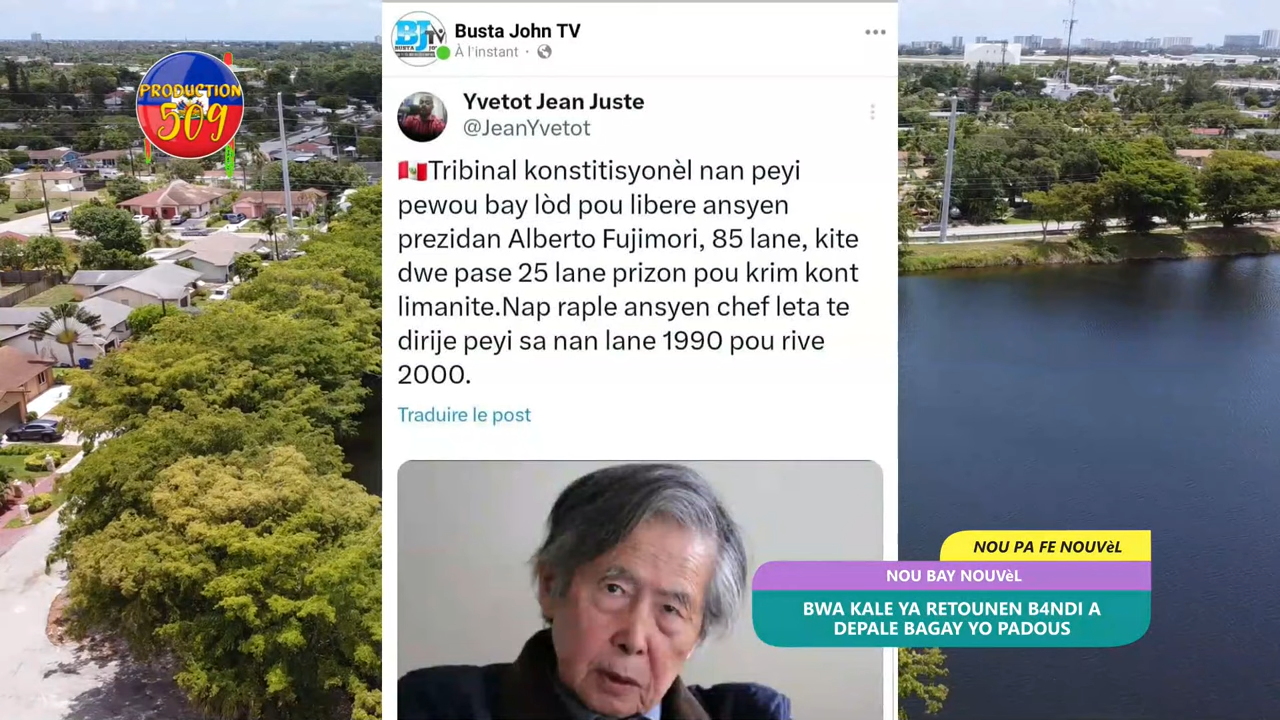 Busta John TV
À l'instant ·
BJTV
PRODUCTION
509
Yvetot Jean Juste
@JeanYvetot
Tribinal konstitisyonèl nan peyi
pewou bay lòd pou libere ansyen
prezidan Alberto Fujimori, 85 lane, kite
dwe pase 25 lane prizon pou krim kont
limanite.Nap raple ansyen chef leta te
dirije peyi sa nan lane 1990 pou rive
2000.
Traduire le post
NOU PA FE NOUVèL
NOU BAY NOUVèL
BWA KALE YA RETOUNEN B4NDI A
DEPALE BAGAY YO PADOUS